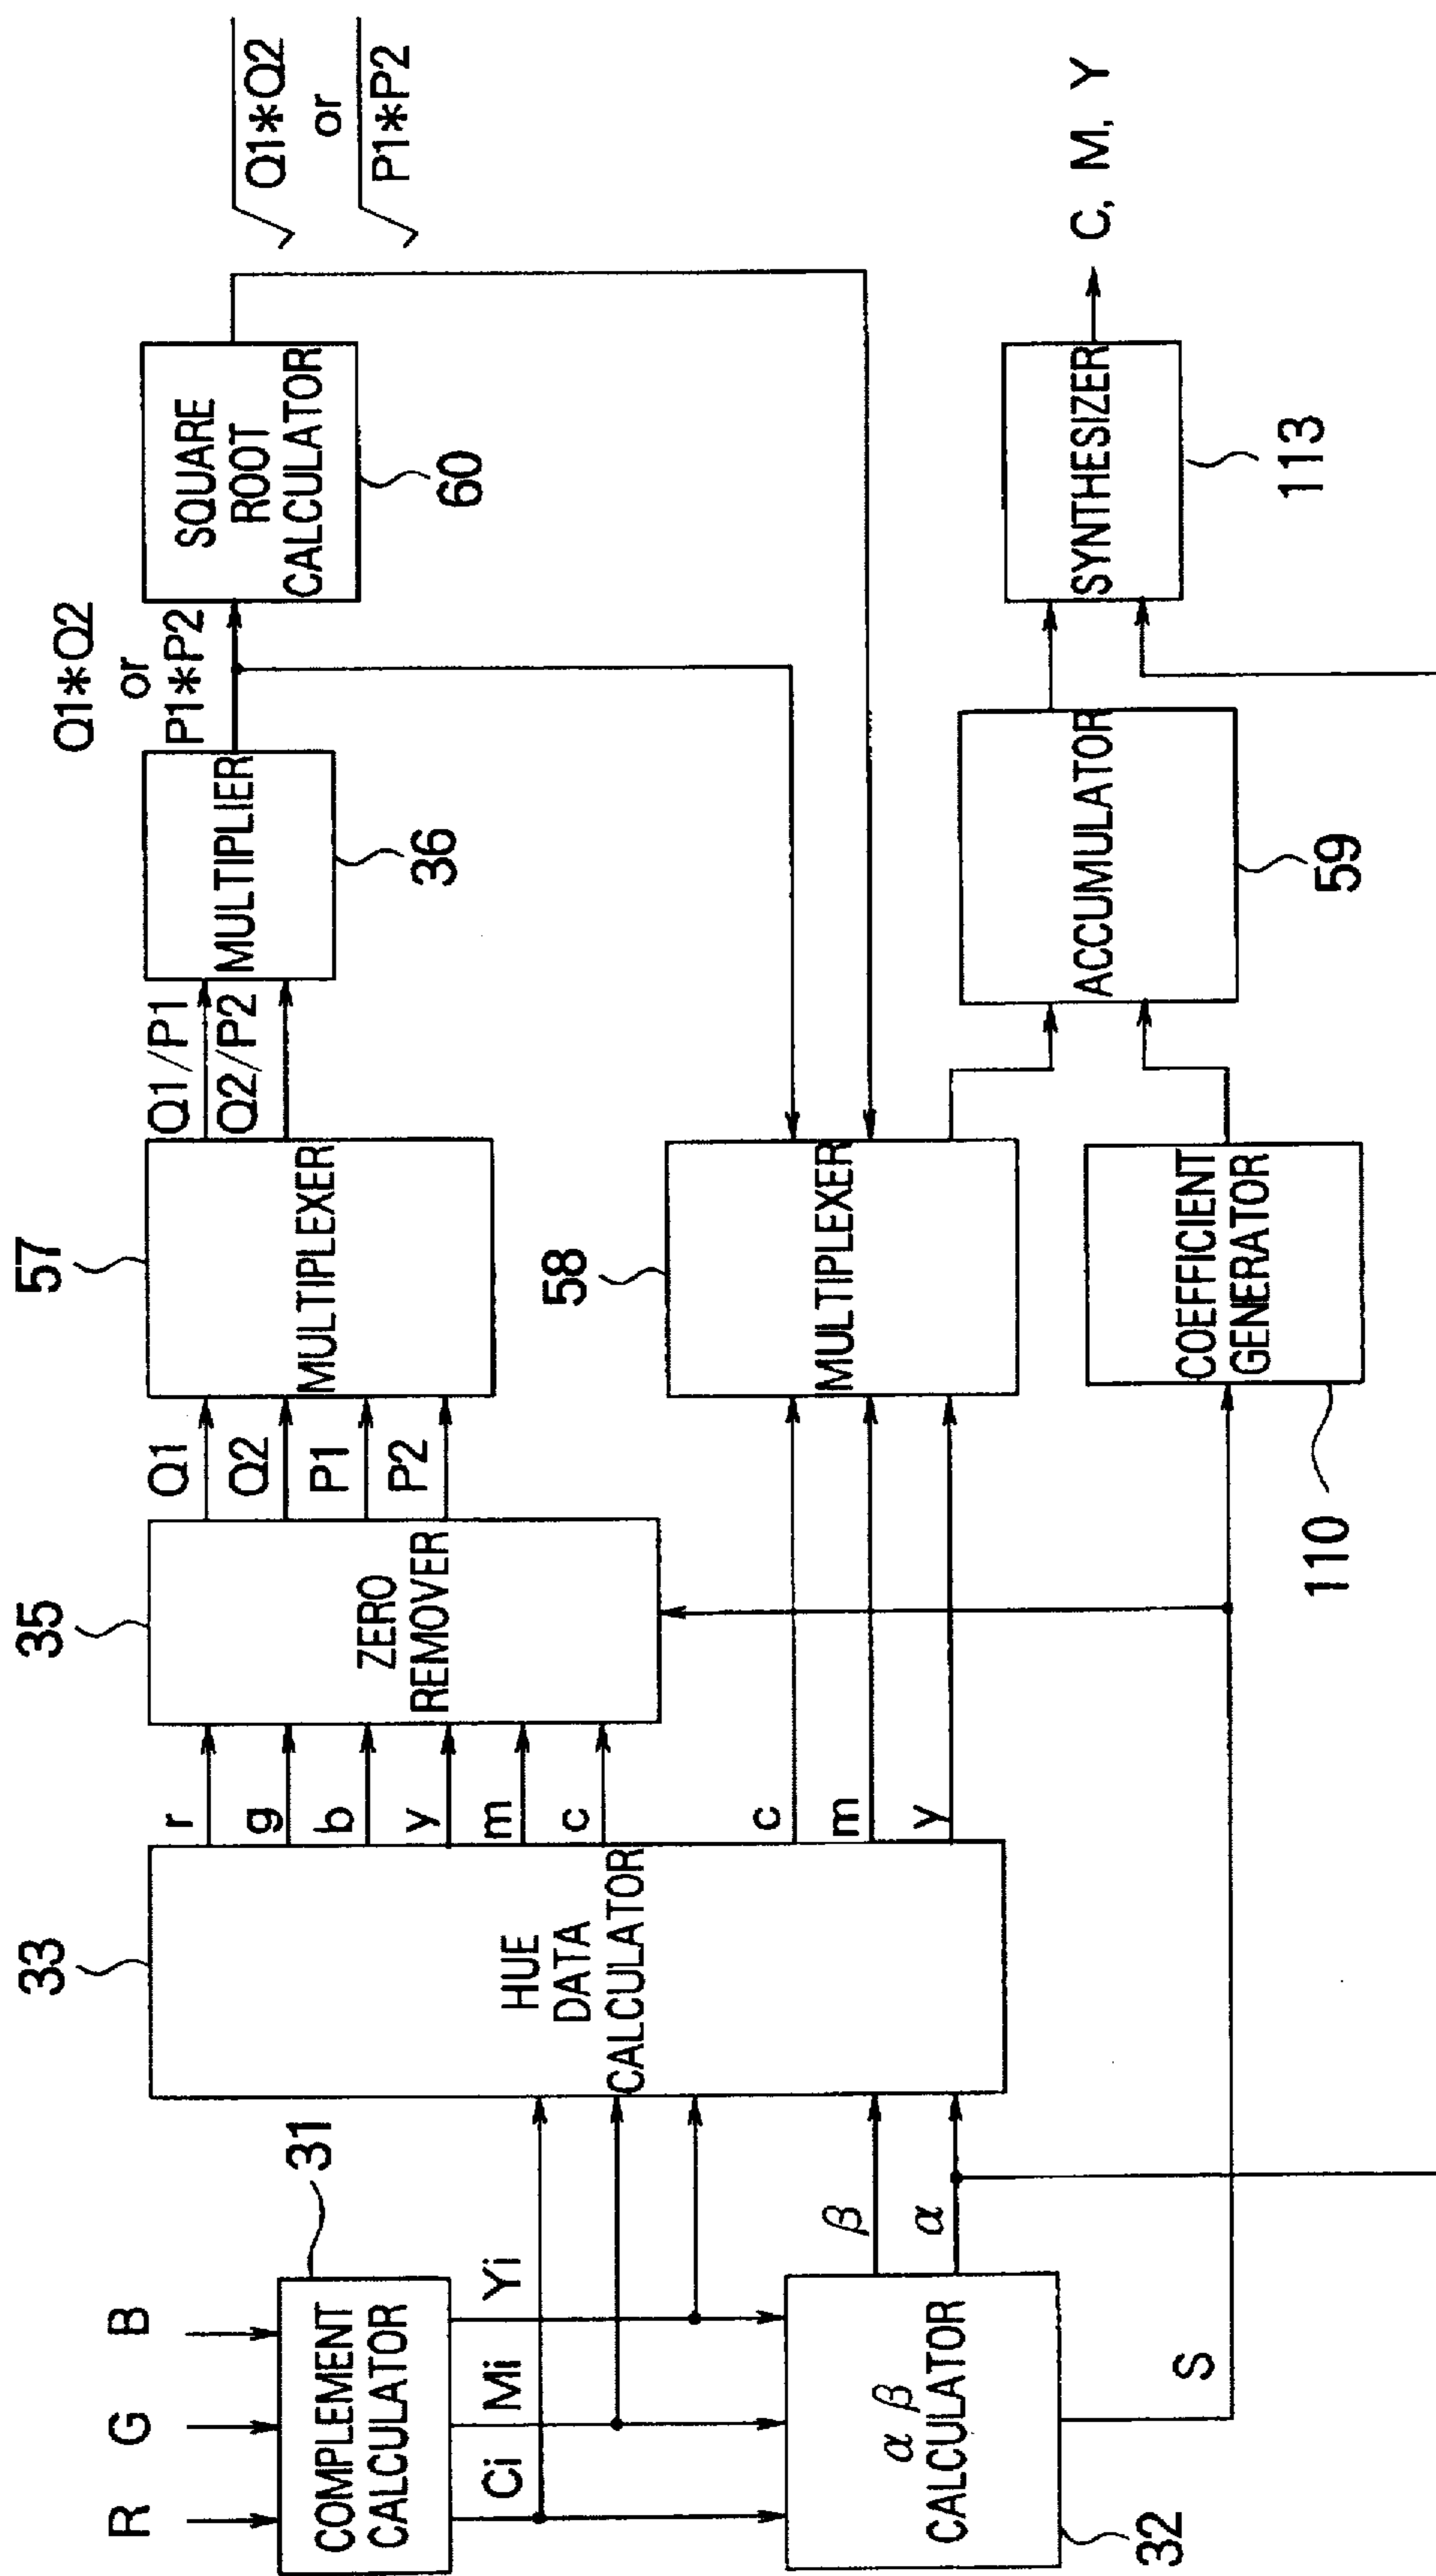 R
G
B
COMPLEMENT
CALCULATOR
31
Ci
Mi
Yi
α β
CALCULATOR
32
β
α
S
33
HUE
DATA
CALCULATOR
r
g
b
y
m
c
c
m
y
35
ZERO
REMOVER
Q1
Q2
P1
P2
57
MULTIPLEXER
Q1/P1
Q2/P2
MULTIPLIER
36
Q1*Q2
or
P1*P2
SQUARE
ROOT
CALCULATOR
60
√Q1*Q2
or
√P1*P2
58
MULTIPLEXER
COEFFICIENT
GENERATOR
110
ACCUMULATOR
59
SYNTHESIZER
113
C, M, Y